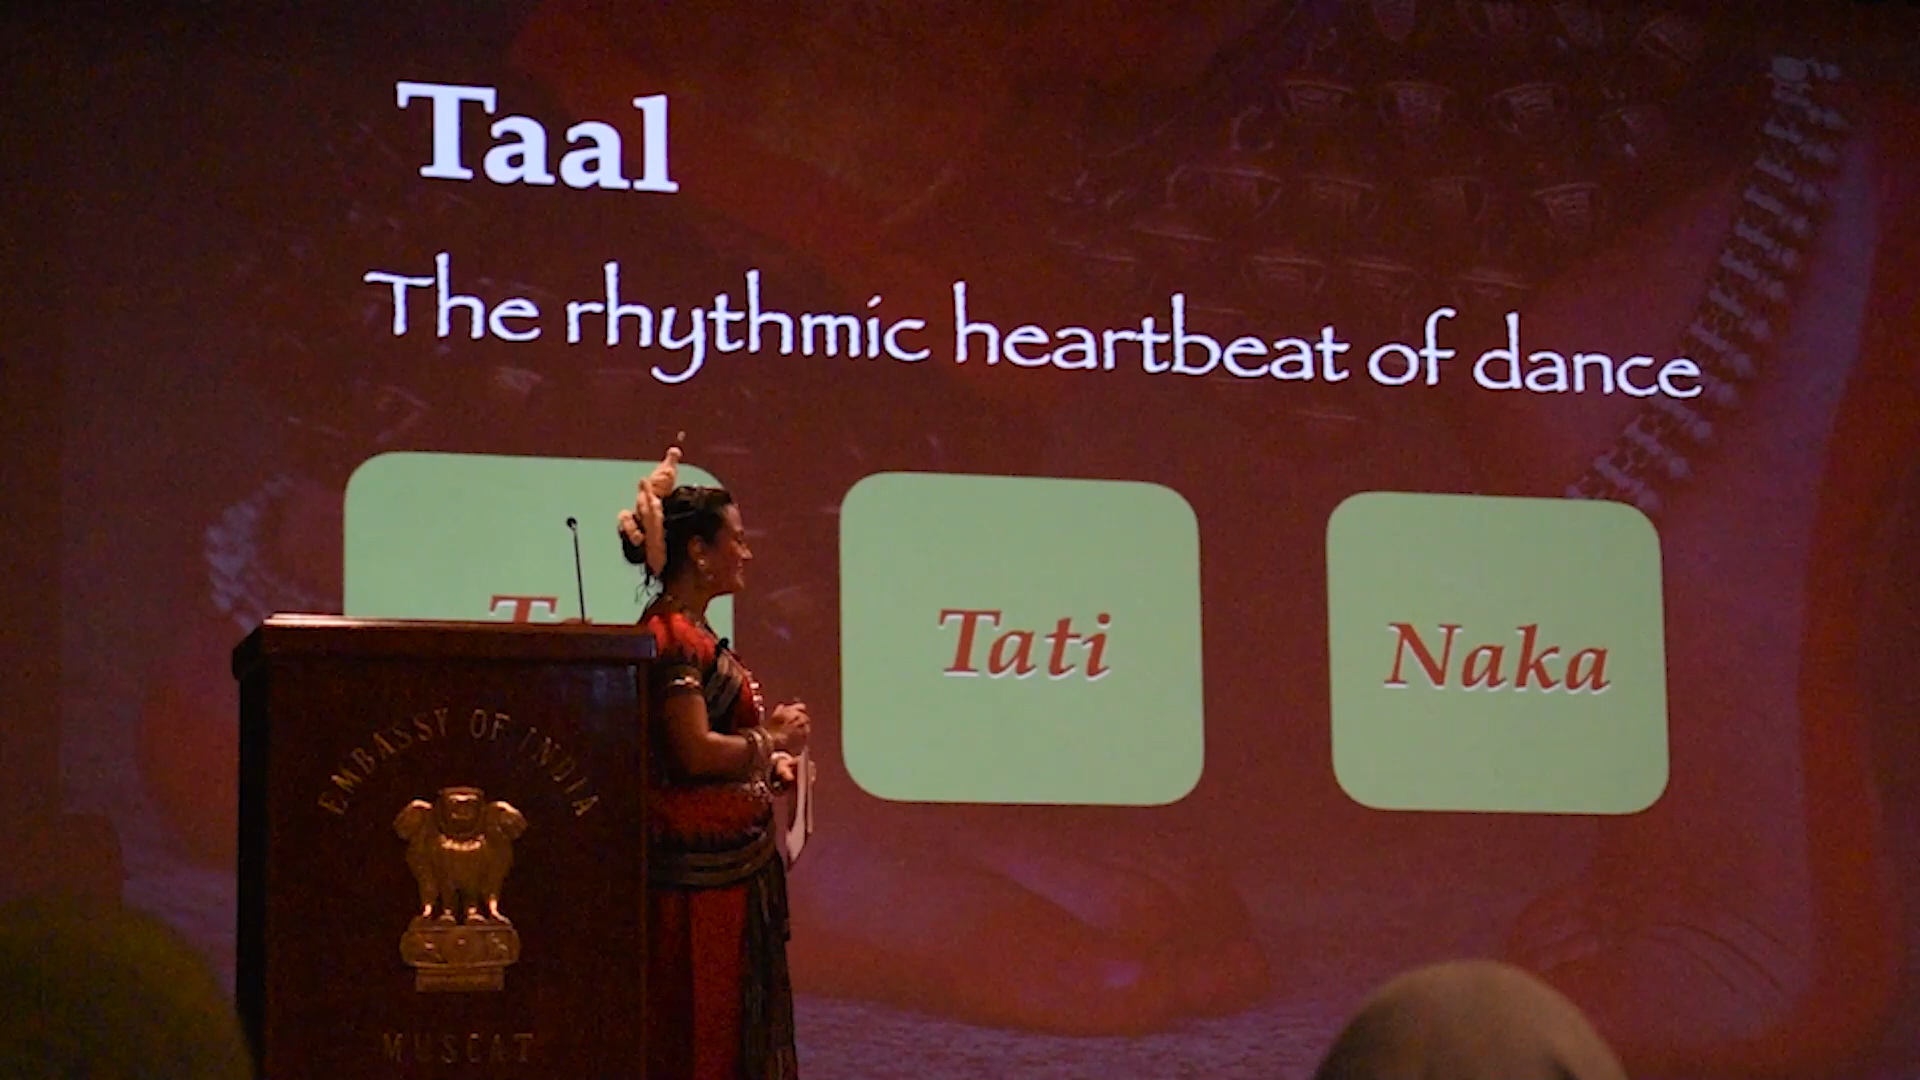 Taal
The rhythmic heartbeat of dance
Tati
Naka
EMBASSY OF INDIA
MUSCAT